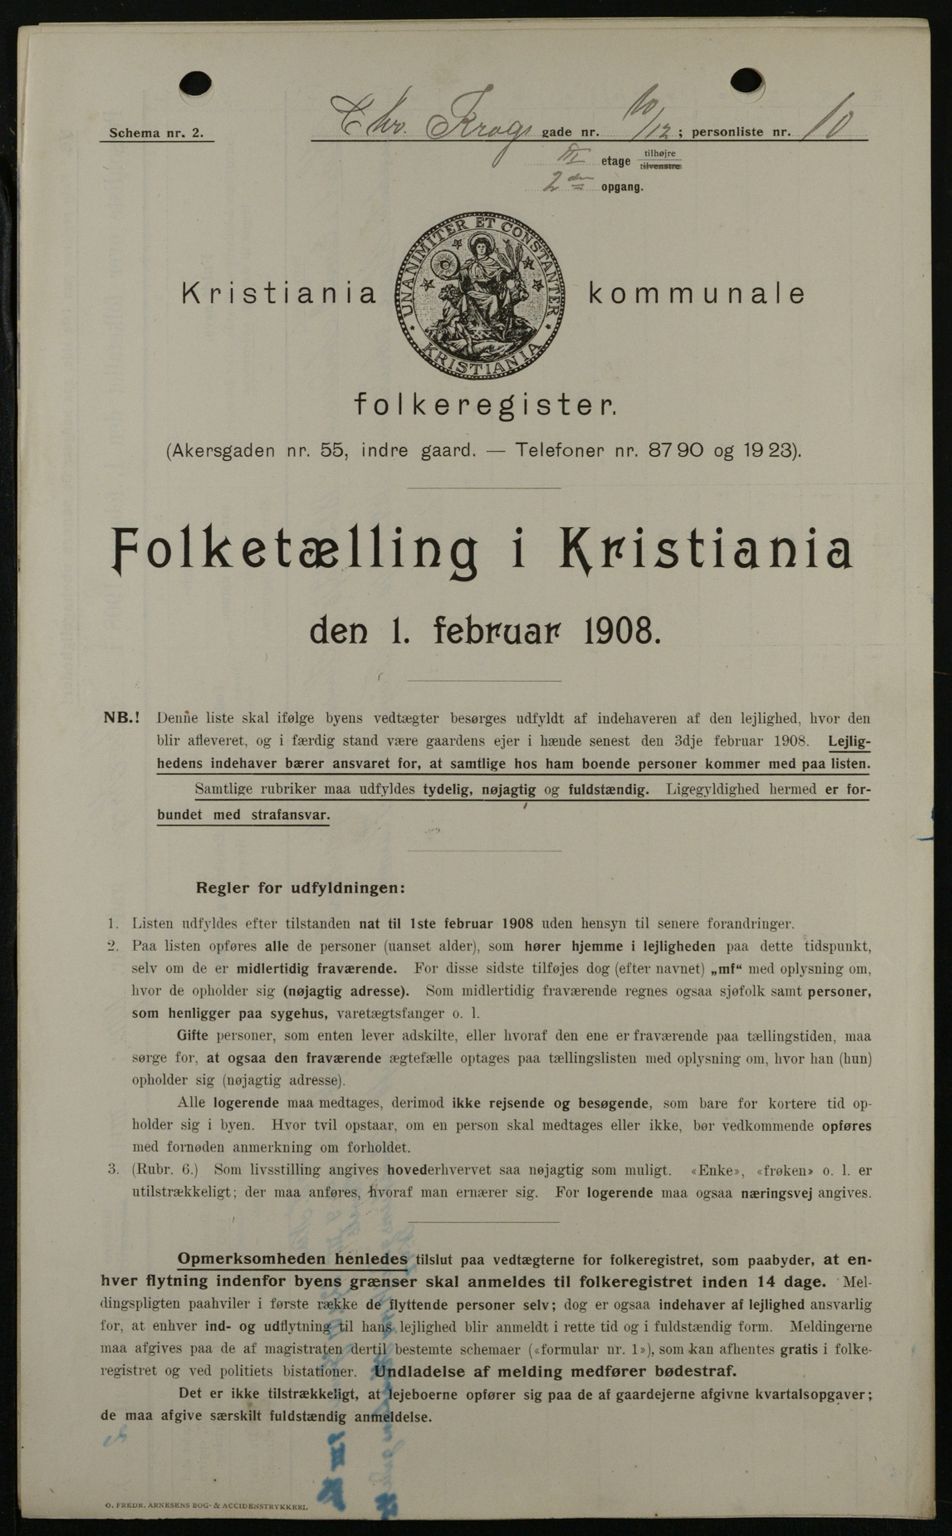 Schema nr. 2.
Chr. Krogs gade nr. 10/12 ; personliste nr. 10
III etage tilhøjre
tilvenstre
2den opgang.
UNANIMITER ET CONSTANTER
KRISTIANIA
Kristiania kommunale
folkeregister.
(Akersgaden nr. 55, indre gaard. — Telefoner nr. 87 90 og 19 23).
Folketælling i Kristiania
den 1. februar 1908.
NB.! Denne liste skal ifølge byens vedtægter besørges udfyldt af indehaveren af den lejlighed, hvor den
blir afleveret, og i færdig stand være gaardens ejer i hænde senest den 3dje februar 1908. Lejlig-
hedens indehaver bærer ansvaret for, at samtlige hos ham boende personer kommer med paa listen.
Samtlige rubriker maa udfyldes tydelig, nøjagtig og fuldstændig. Ligegyldighed hermed er for-
bundet med strafansvar.
Regler for udfyldningen:
1. Listen udfyldes efter tilstanden nat til 1ste februar 1908 uden hensyn til senere forandringer.
2. Paa listen opføres alle de personer (uanset alder), som hører hjemme i lejligheden paa dette tidspunkt,
selv om de er midlertidig fraværende. For disse sidste tilføjes dog (efter navnet) „mf“ med oplysning om,
hvor de opholder sig (nøjagtig adresse). Som midlertidig fraværende regnes ogsaa sjøfolk samt personer,
som henligger paa sygehus, varetægtsfanger o. l.
Gifte personer, som enten lever adskilte, eller hvoraf den ene er fraværende paa tællingstiden, maa
sørge for, at ogsaa den fraværende ægtefælle optages paa tællingslisten med oplysning om, hvor han (hun)
opholder sig (nøjagtig adresse).
Alle logerende maa medtages, derimod ikke rejsende og besøgende, som bare for kortere tid op-
holder sig i byen. Hvor tvil opstaar, om en person skal medtages eller ikke, bør vedkommende opføres
med fornøden anmerkning om forholdet.
3. (Rubr. 6.) Som livsstilling angives hovederhvervet saa nøjagtig som muligt. «Enke», «frøken» o. l. er
utilstrækkeligt; der maa anføres, hvoraf man ernærer sig. For logerende maa ogsaa næringsvej angives.
Opmerksomheden henledes tilslut paa vedtægterne for folkeregistret, som paabyder, at en-
hver flytning indenfor byens grænser skal anmeldes til folkeregistret inden 14 dage. Mel-
dingspligten paahviler i første række de flyttende personer selv; dog er ogsaa indehaver af lejlighed ansvarlig
for, at enhver ind- og udflytning til hans lejlighed blir anmeldt i rette tid og i fuldstændig form. Meldingerne
maa afgives paa de af magistraten dertil bestemte schemaer («formular nr. 1»), som kan afhentes gratis i folke-
registret og ved politiets bistationer. Undladelse af melding medfører bødestraf.
Det er ikke tilstrækkeligt, at lejeboerne opfører sig paa de af gaardejerne afgivne kvartalsopgaver;
de maa afgive særskilt fuldstændig anmeldelse.
O. FREDR. ARNESENS BOG- & ACCIDENSTRYKKERI.